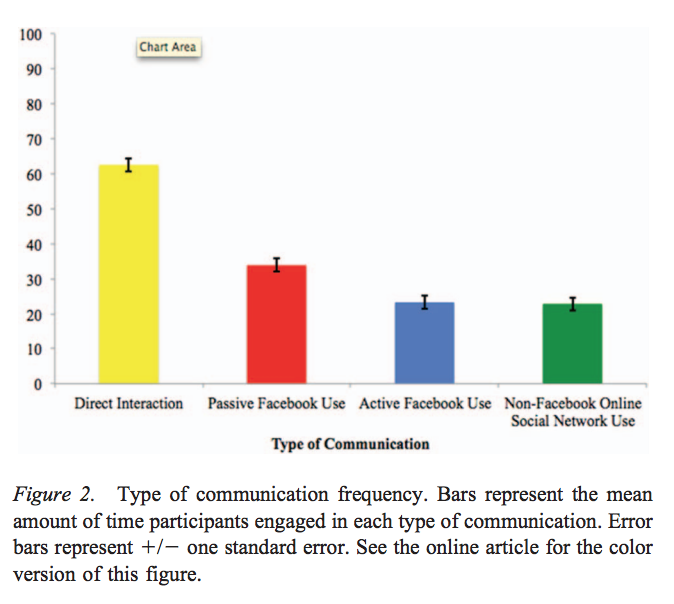 100
Chart Area
90
80
70
60
50
40
30
20
10
0
Direct Interaction
Passive Facebook Use
Active Facebook Use
Non-Facebook Online
Social Network Use
Type of Communication
Figure 2. Type of communication frequency. Bars represent the mean
amount of time participants engaged in each type of communication. Error
bars represent +/− one standard error. See the online article for the color
version of this figure.